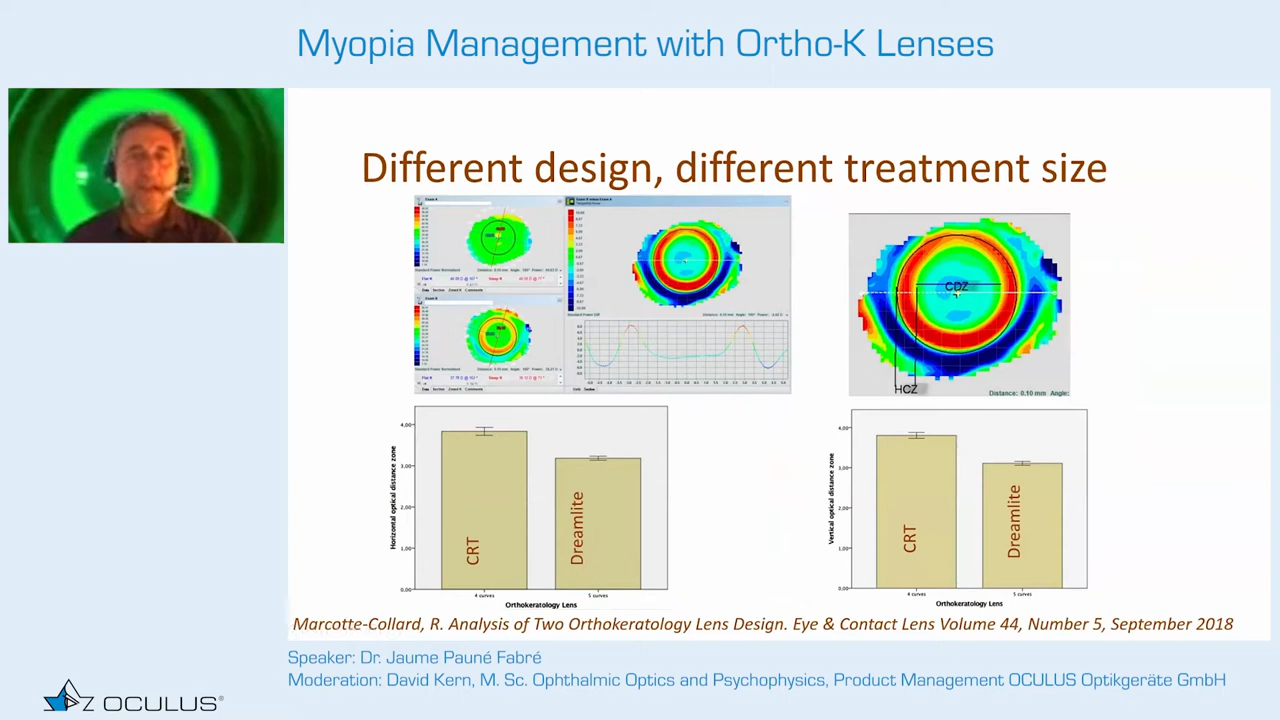 Myopia Management with Ortho-K Lenses
Different design, different treatment size
CDZ
HCZ
Distance: 0.10 mm Angle:
Horizontal optical distance zone
4,00
3,00
2,00
1,00
0,00
CRT
Dreamlite
4 curves
5 curves
Orthokeratology Lens
Vertical optical distance zone
4,00
3,00
2,00
1,00
0,00
CRT
Dreamlite
4 curves
5 curves
Orthokeratology Lens
Marcotte-Collard, R. Analysis of Two Orthokeratology Lens Design. Eye & Contact Lens Volume 44, Number 5, September 2018
Speaker: Dr. Jaume Pauné Fabré
Moderation: David Kern, M. Sc. Ophthalmic Optics and Psychophysics, Product Management OCULUS Optikgeräte GmbH
OCULUS®